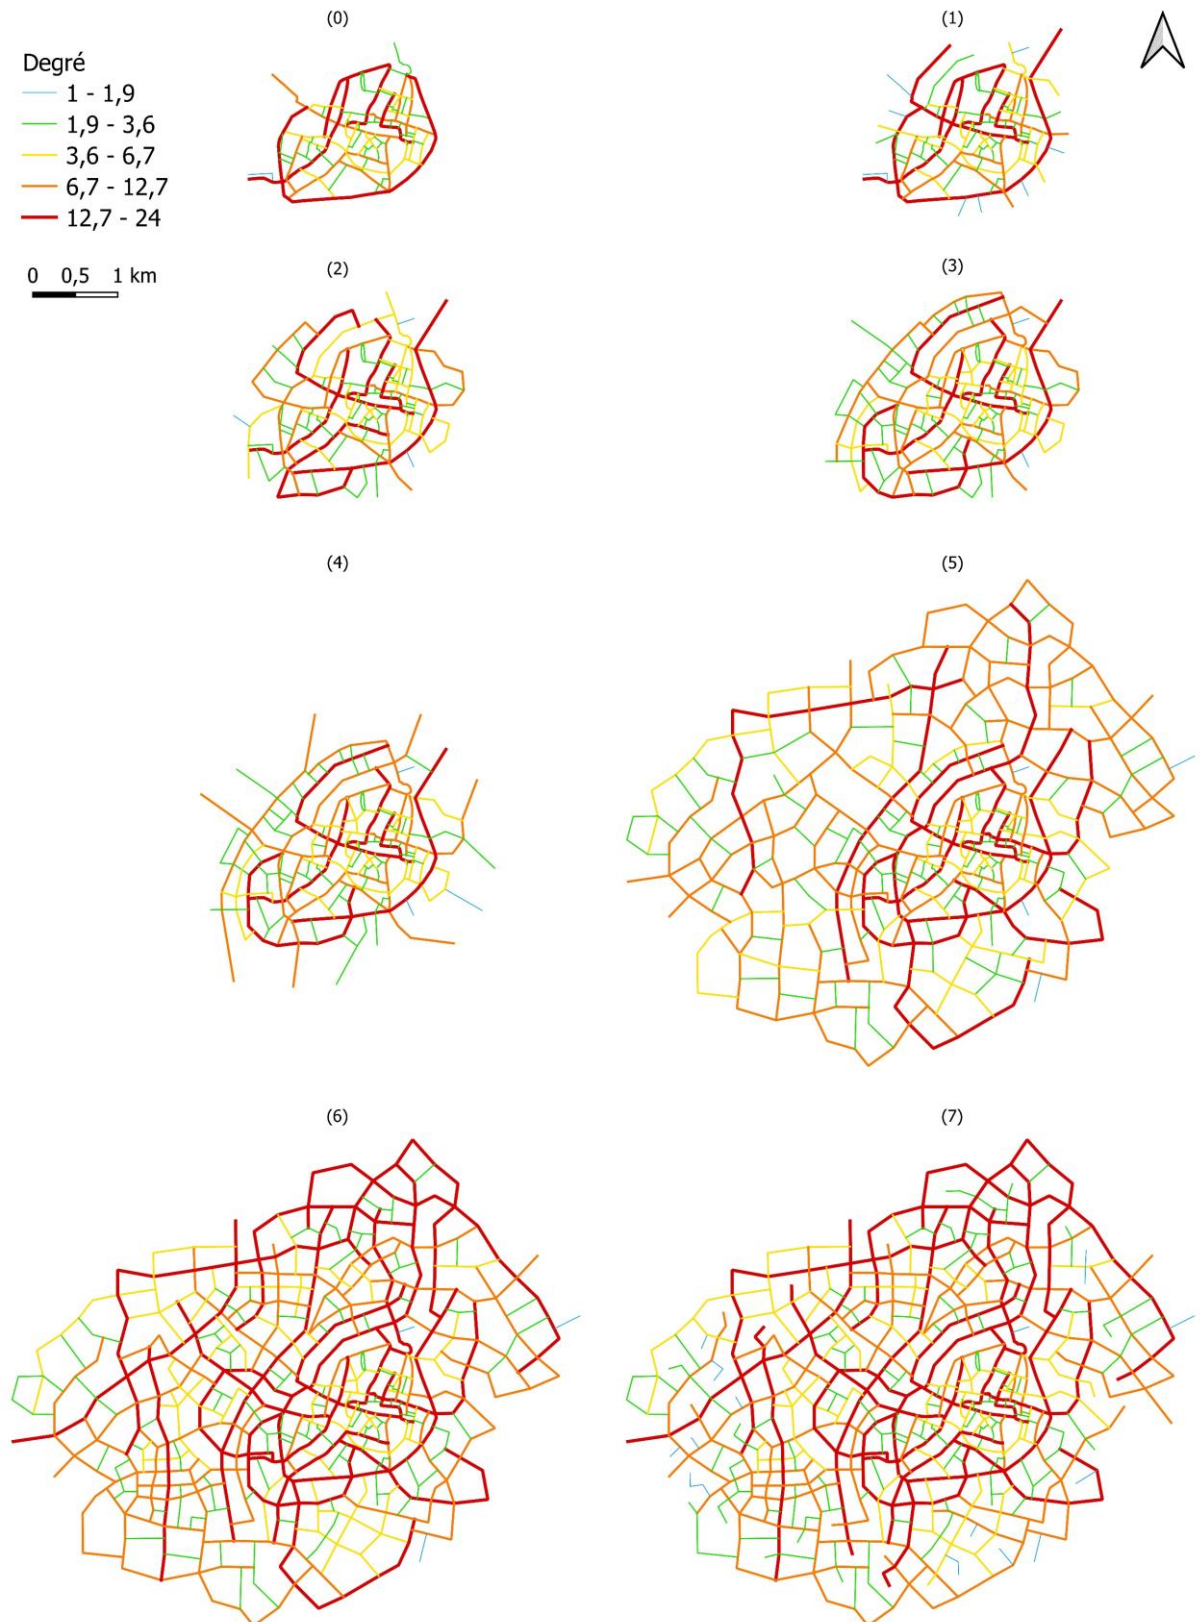 (0)
(1)
Degré
1 - 1,9
1,9 - 3,6
3,6 - 6,7
6,7 - 12,7
12,7 - 24
0 0,5 1 km
(2)
(3)
(4)
(5)
(6)
(7)